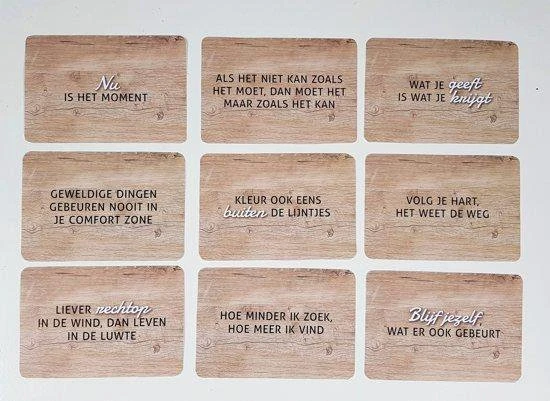 Nu
IS HET MOMENT
ALS HET NIET KAN ZOALS
HET MOET, DAN MOET HET
MAAR ZOALS HET KAN
WAT JE geeft
IS WAT JE krijgt
GEWELDIGE DINGEN
GEBEUREN NOOIT IN
JE COMFORT ZONE
KLEUR OOK EENS
buiten DE LIJNTJES
VOLG JE HART,
HET WEET DE WEG
LIEVER rechtop
IN DE WIND, DAN LEVEN
IN DE LUWTE
HOE MINDER IK ZOEK,
HOE MEER IK VIND
Blijf jezelf,
WAT ER OOK GEBEURT